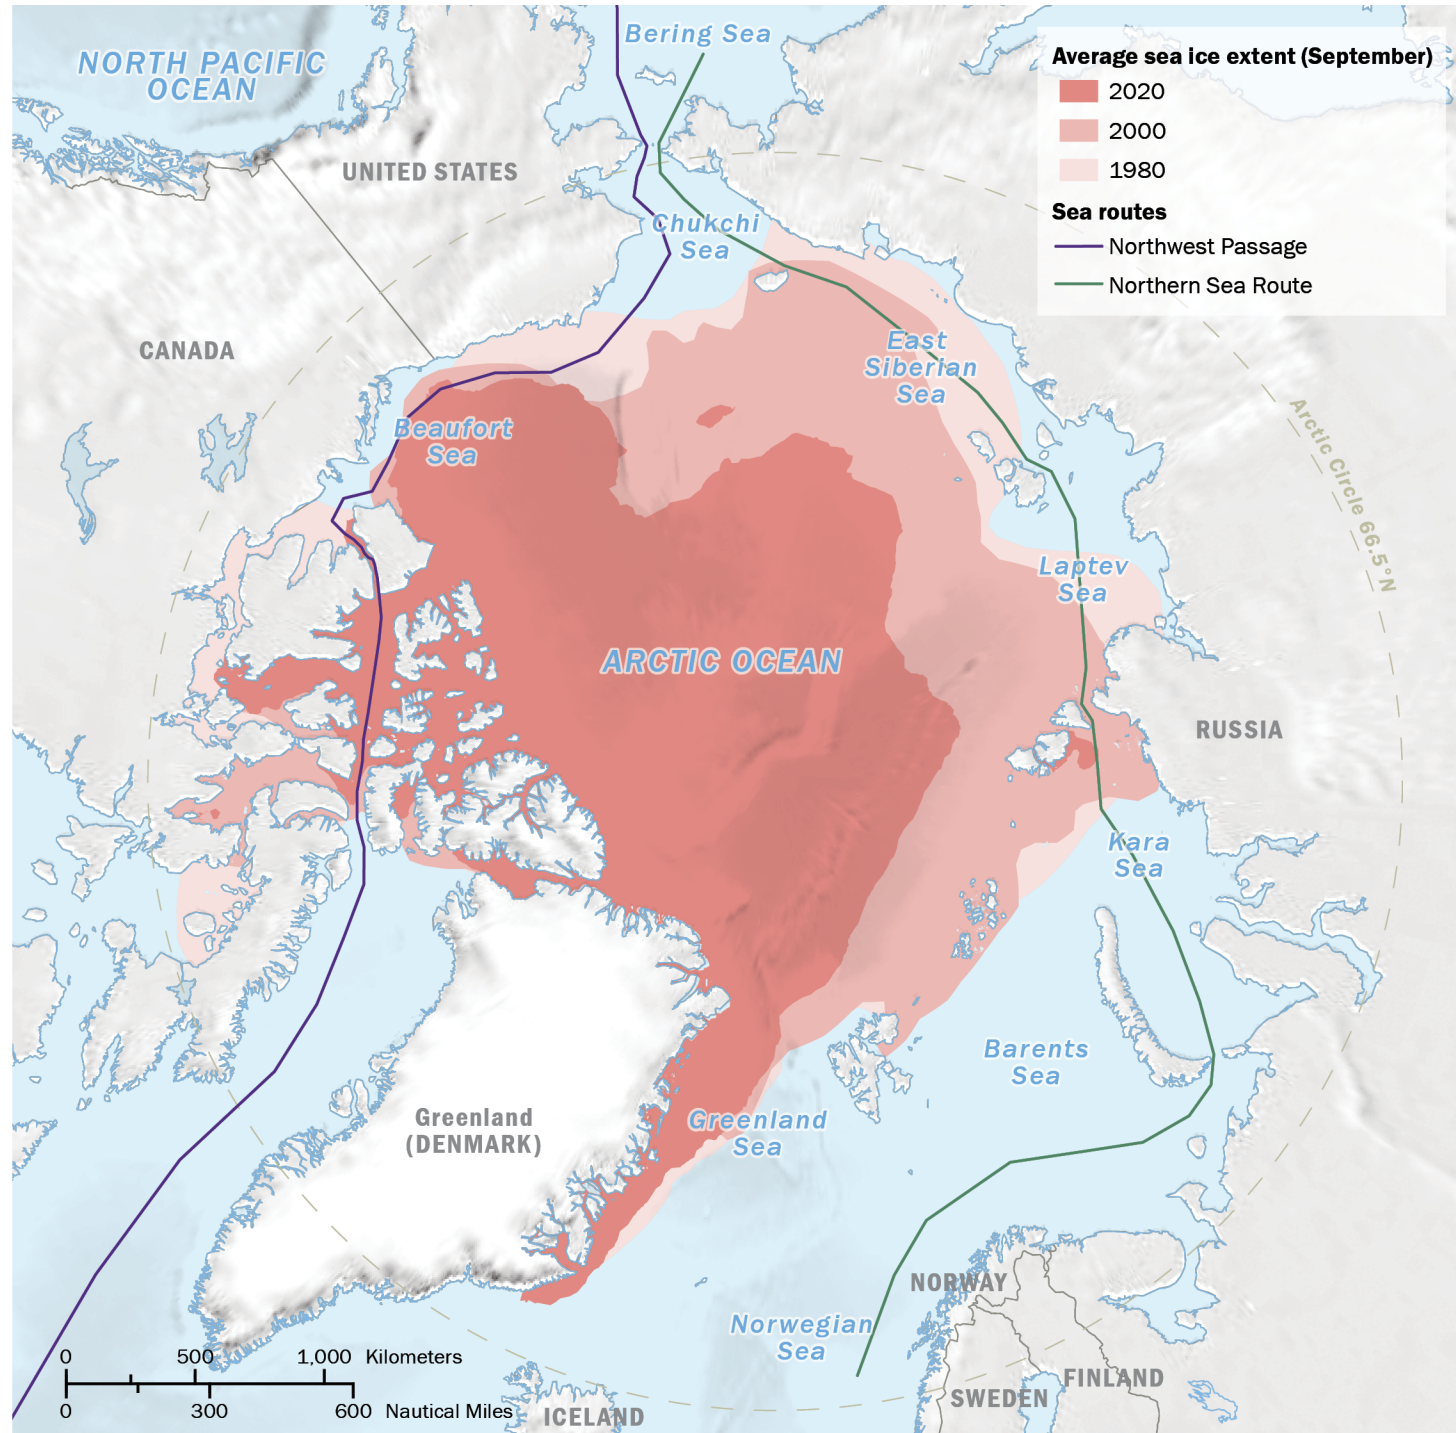 Bering Sea
NORTH PACIFIC
OCEAN
Average sea ice extent (September)
2020
2000
1980
Sea routes
Northwest Passage
Northern Sea Route
UNITED STATES
Chukchi
Sea
CANADA
East
Siberian
Sea
Beaufort
Sea
Arctic Circle 66.5°N
Laptev
Sea
ARCTIC OCEAN
RUSSIA
Kara
Sea
Barents
Sea
Greenland
(DENMARK)
Greenland
Sea
NORWAY
Norwegian
Sea
FINLAND
SWEDEN
ICELAND
0 500 1,000 Kilometers
0 300 600 Nautical Miles